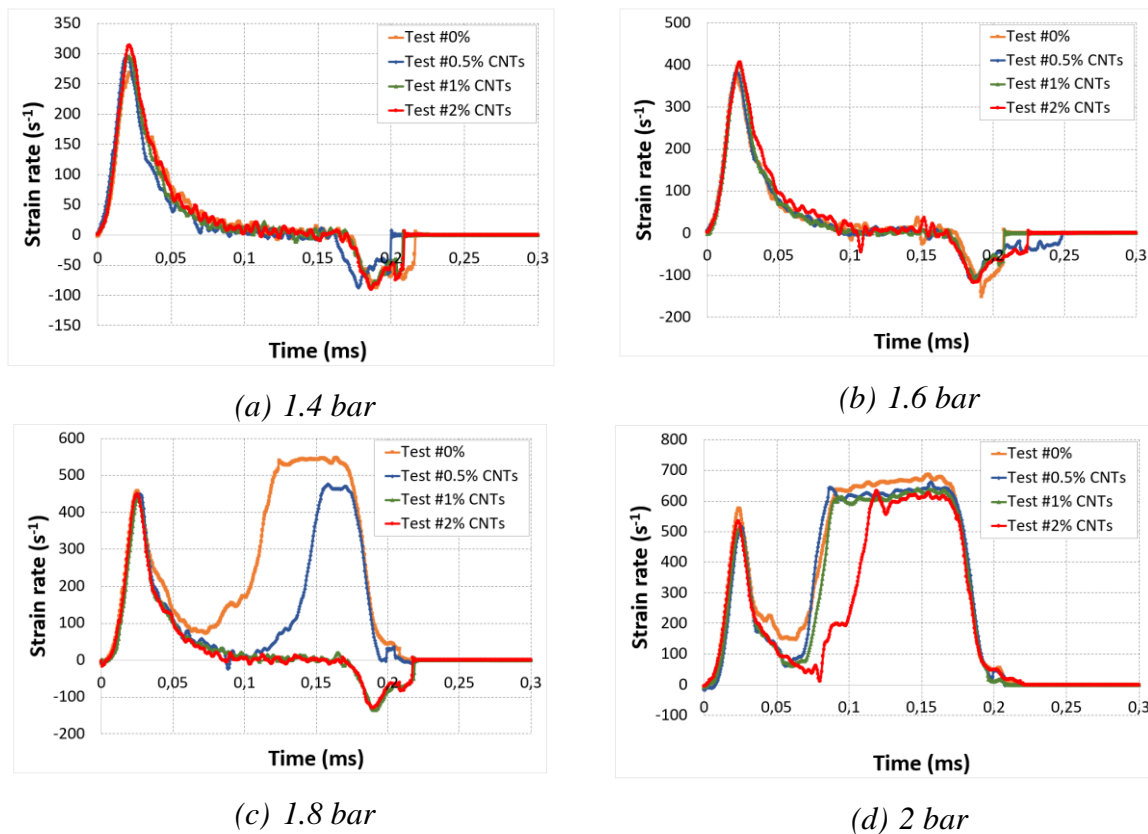 350
300
250
200
150
100
50
0
-50
-100
-150
Strain rate (s-1)
0
0,05
0,1
0,15
0,2
0,25
0,3
Time (ms)
Test #0%
Test #0.5% CNTs
Test #1% CNTs
Test #2% CNTs
(a) 1.4 bar
500
400
300
200
100
0
-100
-200
Strain rate (s-1)
0
0,05
0,1
0,15
0,2
0,25
0,3
Time (ms)
Test #0%
Test #0.5% CNTs
Test #1% CNTs
Test #2% CNTs
(b) 1.6 bar
600
500
400
300
200
100
0
-100
-200
Strain rate (s-1)
0
0,05
0,1
0,15
0,2
0,25
0,3
Time (ms)
Test #0%
Test #0.5% CNTs
Test #1% CNTs
Test #2% CNTs
(c) 1.8 bar
800
700
600
500
400
300
200
100
0
-100
Strain rate (s-1)
0
0,05
0,1
0,15
0,2
0,25
0,3
Time (ms)
Test #0%
Test #0.5% CNTs
Test #1% CNTs
Test #2% CNTs
(d) 2 bar